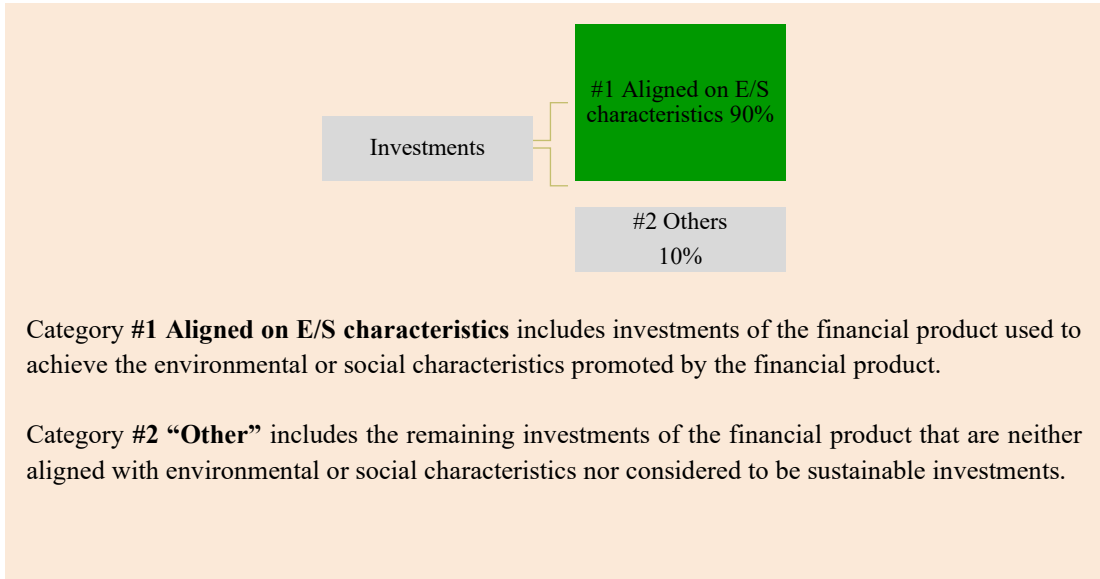 #1 Aligned on E/S
characteristics 90%
Investments
#2 Others
10%
Category #1 Aligned on E/S characteristics includes investments of the financial product used to
achieve the environmental or social characteristics promoted by the financial product.
Category #2 “Other” includes the remaining investments of the financial product that are neither
aligned with environmental or social characteristics nor considered to be sustainable investments.